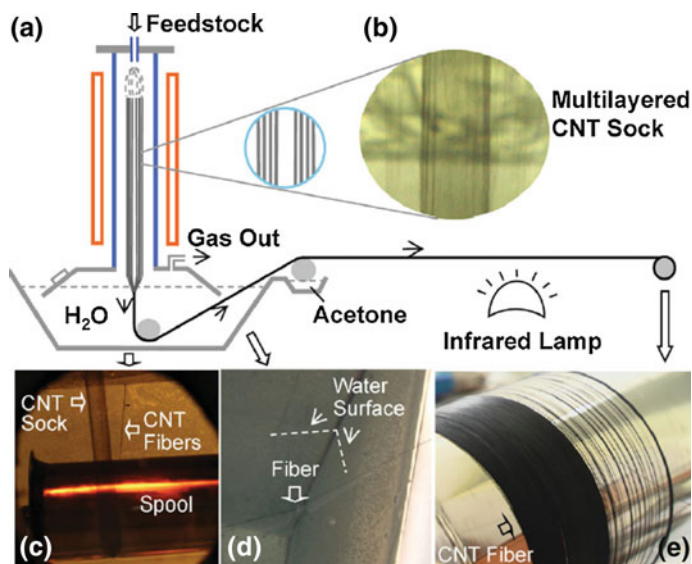 (a)
Feedstock
(b)
Multilayered
CNT Sock
Gas Out
H₂O
Acetone
Infrared Lamp
CNT
Sock
CNT
Fibers
Spool
(c)
Water
Surface
Fiber
(d)
CNT Fiber
(e)